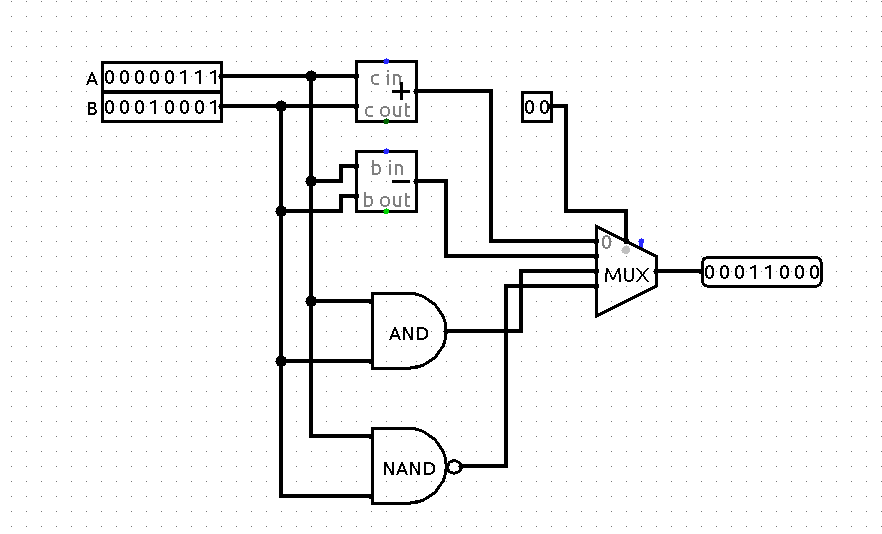 A 00000111
B 00010001
c in
+
c out
00
b in
−
b out
0
MUX
00011000
AND
NAND